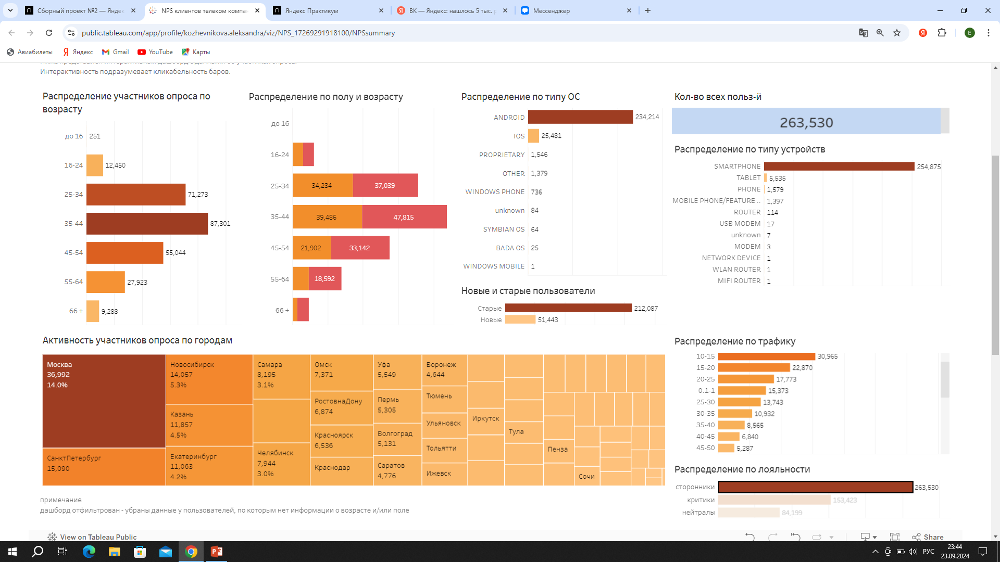 Сборный проект №2 — Яндек
NPS клиентов телеком компан
Яндекс Практикум
ВК — Яндекс: нашлось 5 тыс. р
Мессенджер
public.tableau.com/app/profile/kozhevnikova.aleksandra/viz/NPS_17269291918100/NPSsummary
E
Авиабилеты
Яндекс
Gmail
YouTube
Карты
Интерактивность подразумевает кликабельность баров.
Распределение участников опроса по
возрасту
до 16 251
16-24 12,450
25-34 71,273
35-44 87,301
45-54 55,044
55-64 27,923
66 + 9,288
Распределение по полу и возрасту
до 16
16-24
25-34 34,234 37,039
35-44 39,486 47,815
45-54 21,902 33,142
55-64 18,592
66 +
Распределение по типу ОС
ANDROID 234,214
IOS 25,481
PROPRIETARY 1,546
OTHER 1,379
WINDOWS PHONE 736
unknown 84
SYMBIAN OS 64
BADA OS 25
WINDOWS MOBILE 1
Новые и старые пользователи
Старые 212,087
Новые 51,443
Кол-во всех польз-й
263,530
Распределение по типу устройств
SMARTPHONE 254,875
TABLET 5,535
PHONE 1,579
MOBILE PHONE/FEATURE .. 1,397
ROUTER 114
USB MODEM 17
unknown 7
MODEM 3
NETWORK DEVICE 1
WLAN ROUTER 1
MIFI ROUTER 1
Активность участников опроса по городам
Москва
36,992
14.0%
СанктПетербург
15,090
Новосибирск
14,057
5.3%
Казань
11,857
4.5%
Екатеринбург
11,063
4.2%
Самара
8,195
3.1%
Челябинск
7,944
3.0%
Омск
7,371
РостовнаДону
6,874
Красноярск
6,536
Краснодар
Уфа
5,549
Пермь
5,305
Волгоград
5,131
Саратов
4,776
Воронеж
4,644
Тюмень
Ульяновск
Тольятти
Ижевск
Иркутск
Тула
Пенза
Сочи
Распределение по трафику
10-15 30,965
15-20 22,870
20-25 17,773
0.1-1 15,373
25-30 13,743
30-35 10,932
35-40 8,565
40-45 6,840
45-50 5,287
Распределение по лояльности
сторонники 263,530
критики 153,423
нейтралы 84,199
примечание
дашборд отфильтрован - убраны данные у пользователей, по которым нет информации о возрасте и/или поле
View on Tableau Public
Share
РУС
23:44
23.09.2024